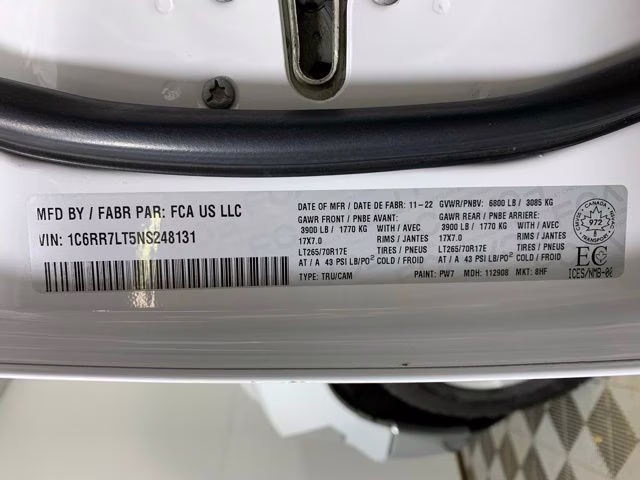 MFD BY / FABR PAR: FCA US LLC
VIN: 1C6RR7LT5NS248131
DATE OF MFR / DATE DE FABR: 11-22
GAWR FRONT / PNBE AVANT:
3900 LB / 1770 KG WITH / AVEC
17X7.0 RIMS / JANTES
LT265/70R17E TIRES / PNEUS
AT / A 43 PSI LB/PO² COLD / FROID
TYPE: TRU/CAM
GVWR/PNBV: 6800 LB / 3085 KG
GAWR REAR / PNBE ARRIERE:
3900 LB / 1770 KG WITH / AVEC
17X7.0 RIMS / JANTES
LT265/70R17E TIRES / PNEUS
AT / A 43 PSI LB/PO² COLD / FROID
PAINT: PW7 MDH: 112908 MKT: 8HF
CANADA
972
TRANSPORT
EC
ICES/NMB-00